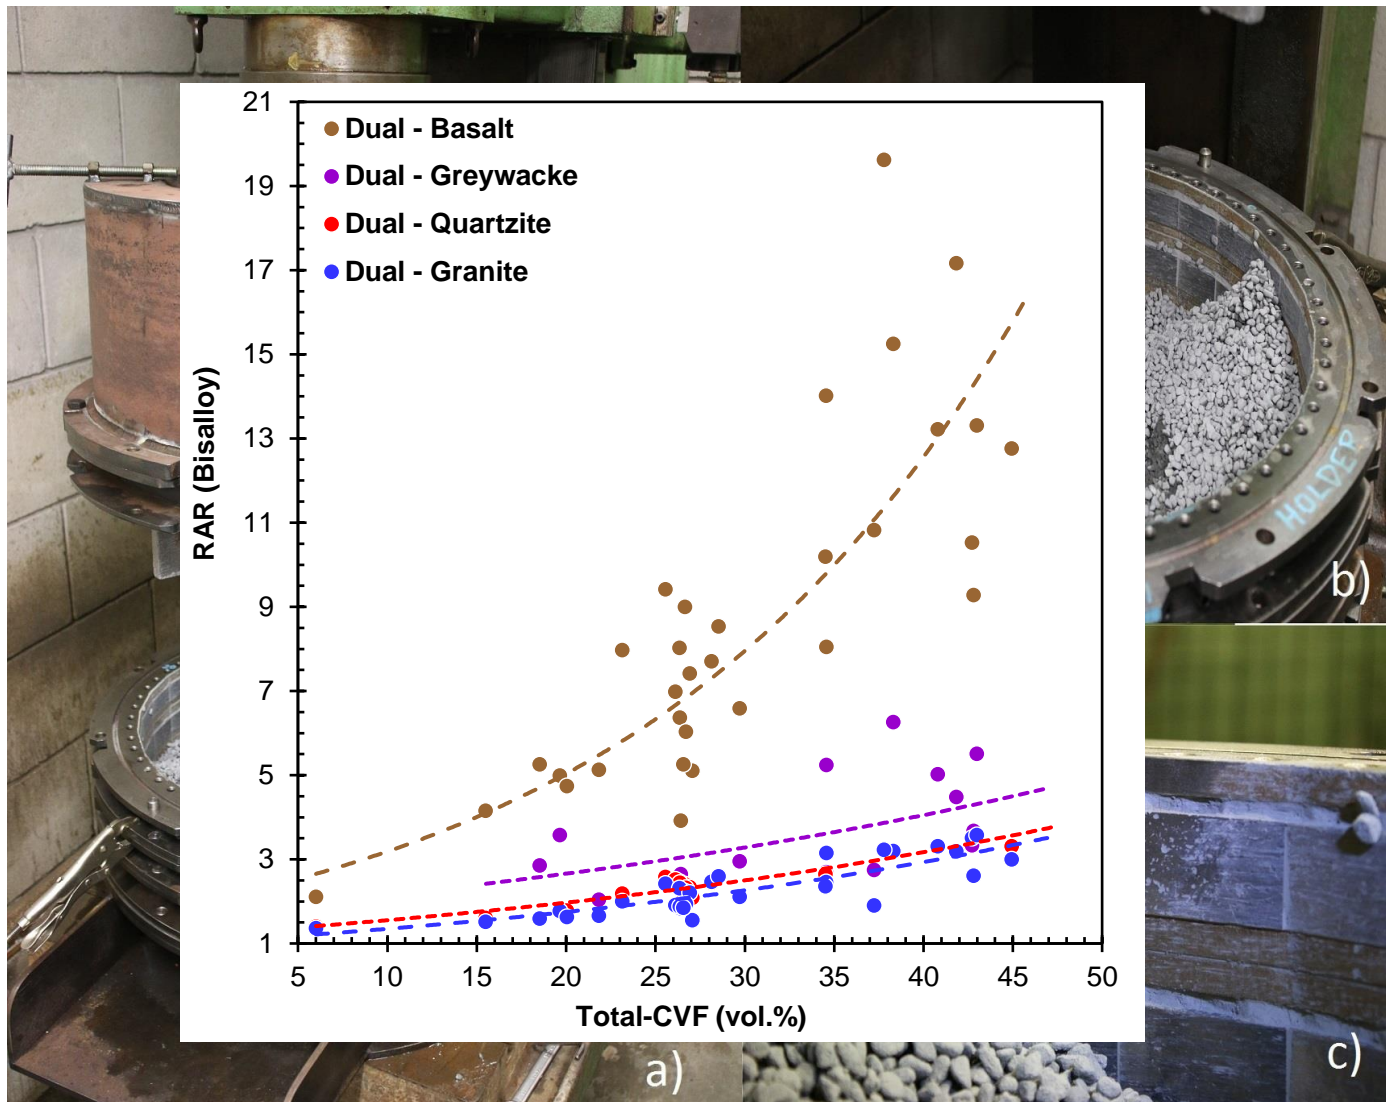 21
19
17
15
13
11
9
7
5
3
1
RAR (Bisalloy)
Dual - Basalt
Dual - Greywacke
Dual - Quartzite
Dual - Granite
5 10 15 20 25 30 35 40 45 50
Total-CVF (vol.%)
HOLDER
a)
b)
c)